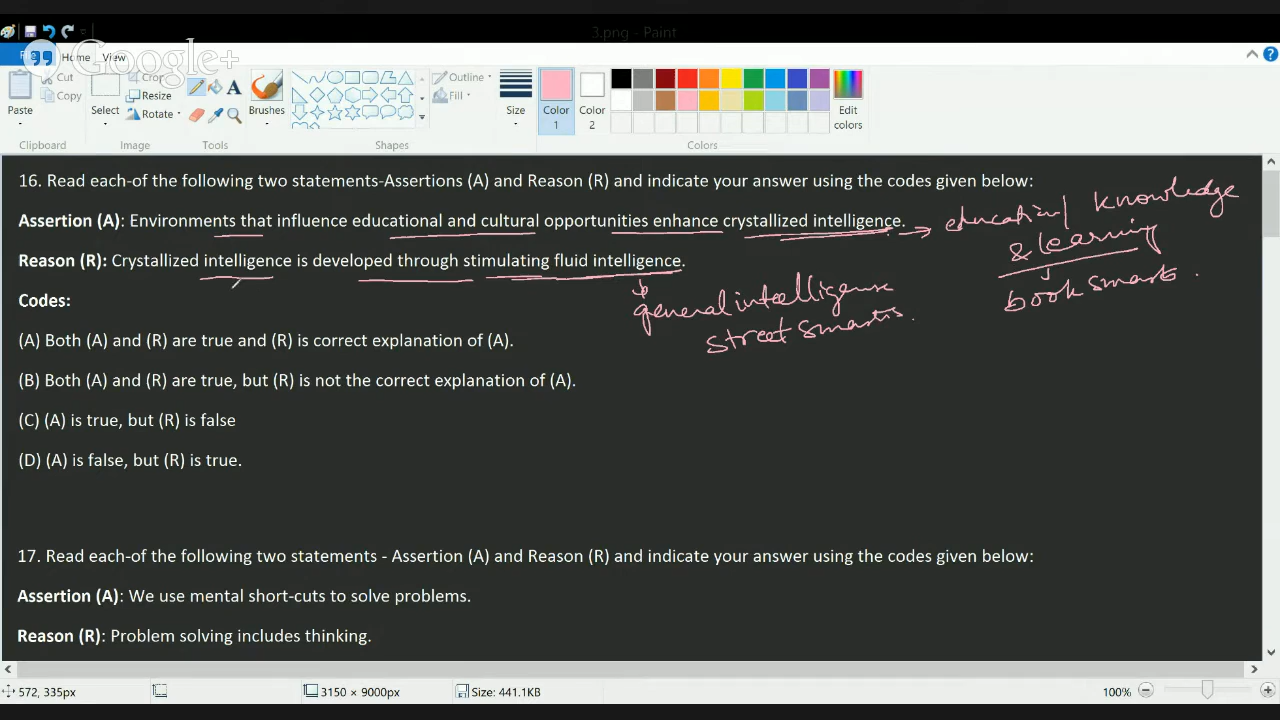 3.png - Paint
File Home View
Google+
Cut
Copy
Paste
Clipboard
Select
Crop
Resize
Rotate
Image
A
Tools
Brushes
Shapes
Outline
Fill
Size
Color 1
Color 2
Edit colors
Colors
16. Read each-of the following two statements-Assertions (A) and Reason (R) and indicate your answer using the codes given below:
Assertion (A): Environments that influence educational and cultural opportunities enhance crystallized intelligence.
education/ knowledge
& learning
book smarts.
Reason (R): Crystallized intelligence is developed through stimulating fluid intelligence.
general intelligense
street smarts.
Codes:
(A) Both (A) and (R) are true and (R) is correct explanation of (A).
(B) Both (A) and (R) are true, but (R) is not the correct explanation of (A).
(C) (A) is true, but (R) is false
(D) (A) is false, but (R) is true.
17. Read each-of the following two statements - Assertion (A) and Reason (R) and indicate your answer using the codes given below:
Assertion (A): We use mental short-cuts to solve problems.
Reason (R): Problem solving includes thinking.
572, 335px
3150 × 9000px
Size: 441.1KB
100%